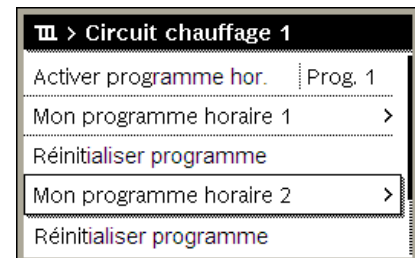 > Circuit chauffage 1
Activer programme hor. Prog. 1
Mon programme horaire 1 >
Réinitialiser programme
Mon programme horaire 2 >
Réinitialiser programme